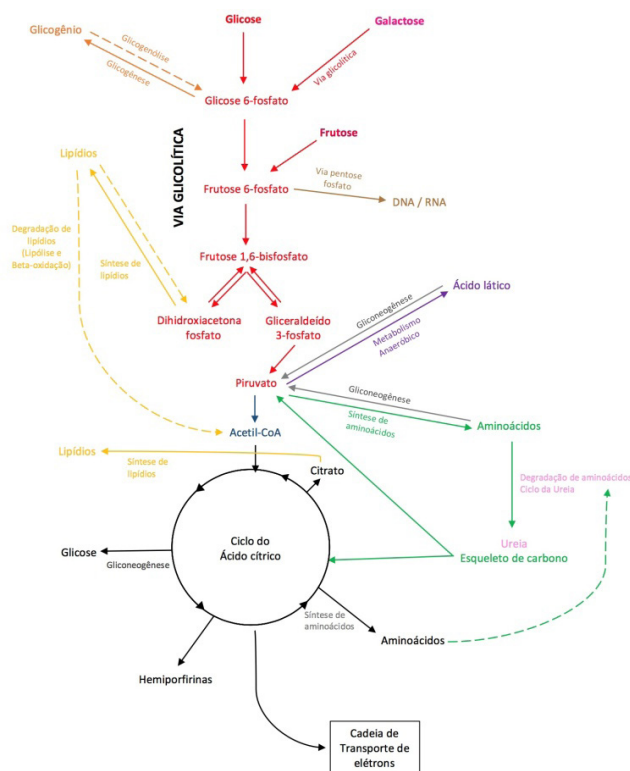 Glicose
Galactose
Glicogênio
Glicogenólise
Glicogênese
Via glicolítica
Glicose 6-fosfato
VIA GLICOLÍTICA
Frutose
Lipídios
Via pentose
fosfato
Frutose 6-fosfato
DNA / RNA
Degradação de
lipídios
(Lipólise e
Beta-oxidação)
Síntese de
lipídios
Frutose 1,6-bisfosfato
Dihidroxiacetona
fosfato
Gliceraldeído
3-fosfato
Ácido lático
Gliconeogênese
Metabolismo
Anaeróbico
Piruvato
Gliconeogênese
Síntese de
aminoácidos
Aminoácidos
Acetil-CoA
Lipídios
Síntese de
lipídios
Citrato
Degradação de aminoácidos
Ciclo da Ureia
Ciclo do
Ácido cítrico
Ureia
Esqueleto de carbono
Glicose
Gliconeogênese
Síntese de
aminoácidos
Aminoácidos
Hemiporfirinas
Cadeia de
Transporte de
elétrons